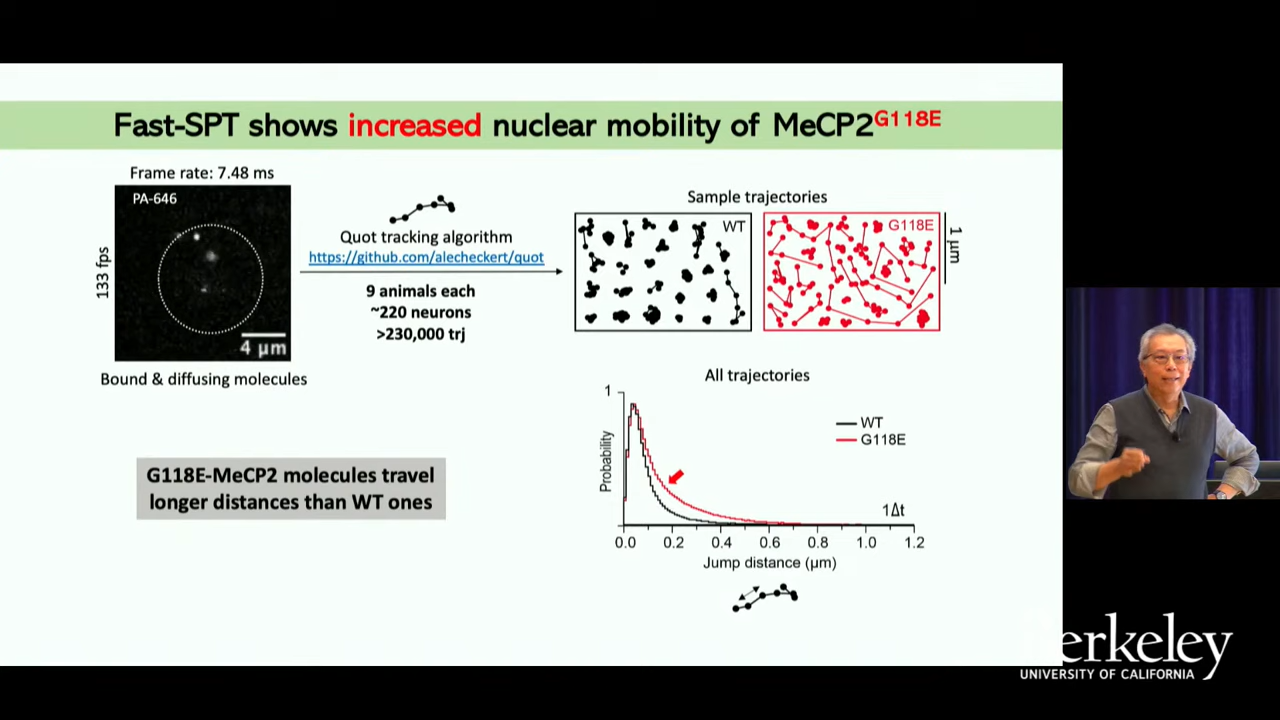 Fast-SPT shows increased nuclear mobility of MeCP2G118E
Frame rate: 7.48 ms
PA-646
133 fps
4 μm
Bound & diffusing molecules
Quot tracking algorithm
https://github.com/alecheckert/quot
9 animals each
~220 neurons
>230,000 trj
Sample trajectories
WT
G118E
1 μm
G118E-MeCP2 molecules travel
longer distances than WT ones
All trajectories
1
Probability
WT
G118E
1Δt
0.0 0.2 0.4 0.6 0.8 1.0 1.2
Jump distance (μm)
Berkeley
UNIVERSITY OF CALIFORNIA